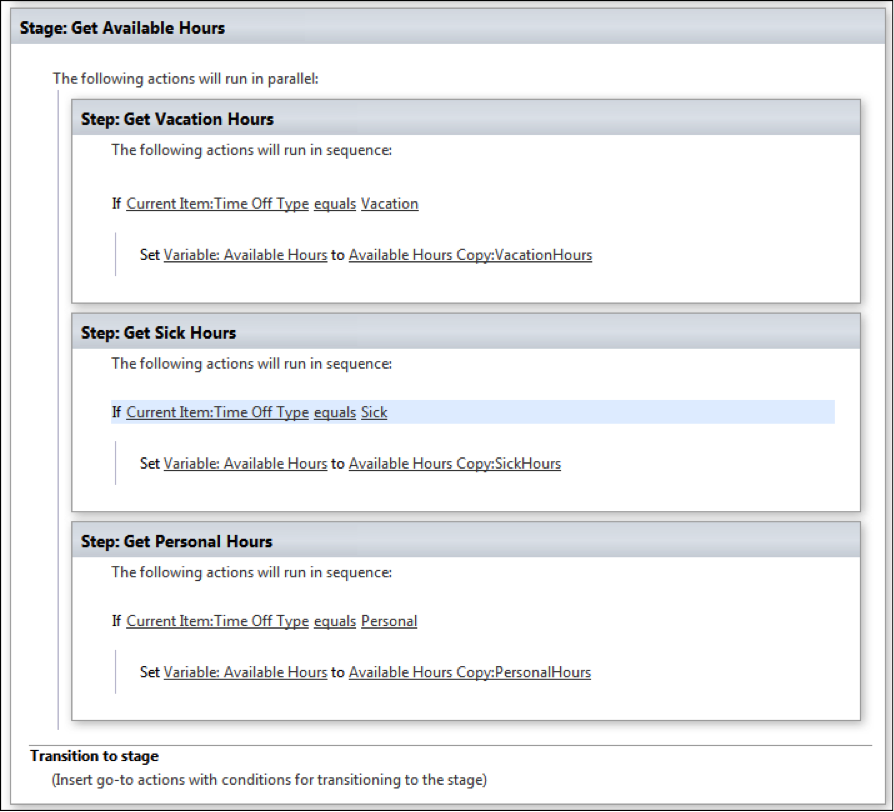 Stage: Get Available Hours
The following actions will run in parallel:
Step: Get Vacation Hours
The following actions will run in sequence:
If Current Item:Time Off Type equals Vacation
Set Variable: Available Hours to Available Hours Copy:VacationHours
Step: Get Sick Hours
The following actions will run in sequence:
If Current Item:Time Off Type equals Sick
Set Variable: Available Hours to Available Hours Copy:SickHours
Step: Get Personal Hours
The following actions will run in sequence:
If Current Item:Time Off Type equals Personal
Set Variable: Available Hours to Available Hours Copy:PersonalHours
Transition to stage
(Insert go-to actions with conditions for transitioning to the stage)